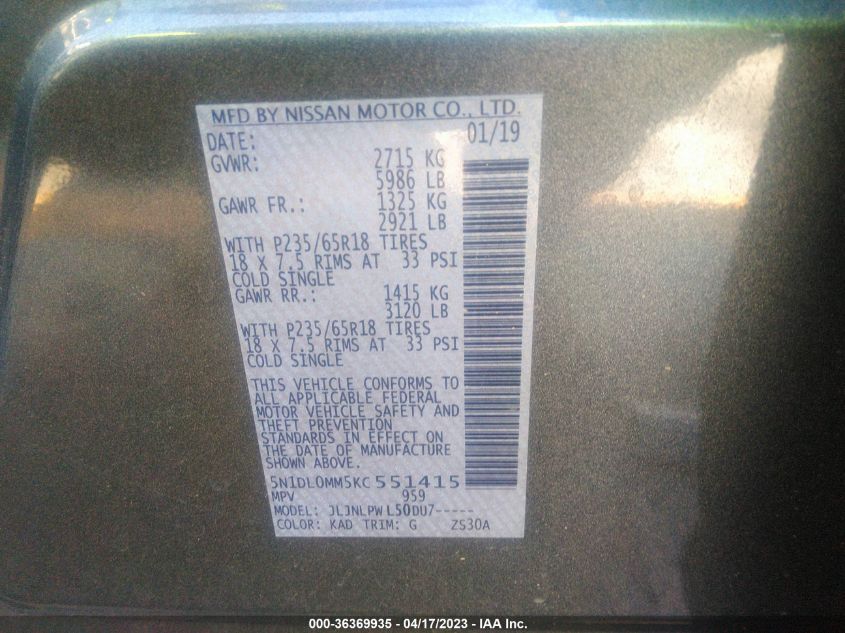 MFD BY NISSAN MOTOR CO., LTD.
DATE: 01/19
GVWR: 2715 KG
5986 LB
GAWR FR.: 1325 KG
2921 LB
WITH P235/65R18 TIRES
18 X 7.5 RIMS AT 33 PSI
COLD SINGLE
GAWR RR.: 1415 KG
3120 LB
WITH P235/65R18 TIRES
18 X 7.5 RIMS AT 33 PSI
COLD SINGLE
THIS VEHICLE CONFORMS TO
ALL APPLICABLE FEDERAL
MOTOR VEHICLE SAFETY AND
THEFT PREVENTION
STANDARDS IN EFFECT ON
THE DATE OF MANUFACTURE
SHOWN ABOVE.
5N1DL0MM5KC551415
MPV 959
MODEL: JLJNLPW L50DU7-----
COLOR: KAD TRIM: G ZS30A
000-36369935 - 04/17/2023 - IAA Inc.